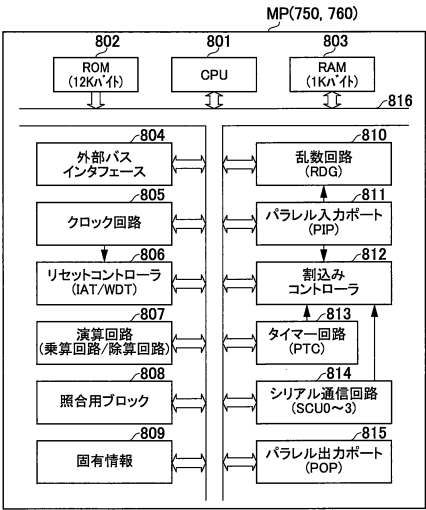 MP(750, 760)
802
801
803
ROM
(12Kバイト)
CPU
RAM
(1Kバイト)
816
804
外部バス
インタフェース
805
クロック回路
806
リセットコントローラ
(IAT/WDT)
807
演算回路
(乗算回路/除算回路)
808
照合用ブロック
809
固有情報
810
乱数回路
(RDG)
811
パラレル入力ポート
(PIP)
812
割込み
コントローラ
813
タイマー回路
(PTC)
814
シリアル通信回路
(SCU0～3)
815
パラレル出力ポート
(POP)